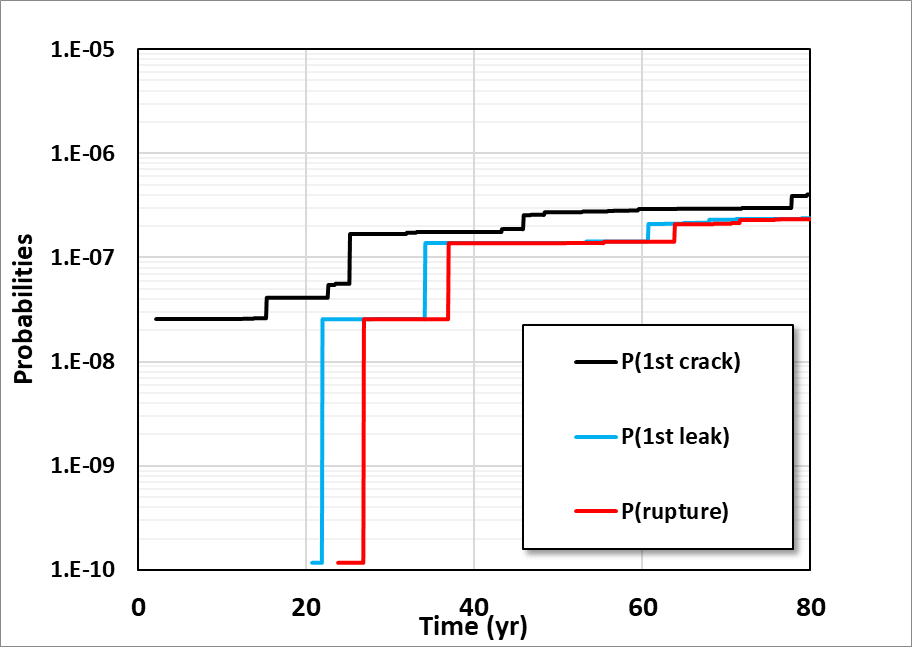 1.E-05
1.E-06
1.E-07
1.E-08
1.E-09
1.E-10
Probabilities
P(1st crack)
P(1st leak)
P(rupture)
0 20 40 60 80
Time (yr)